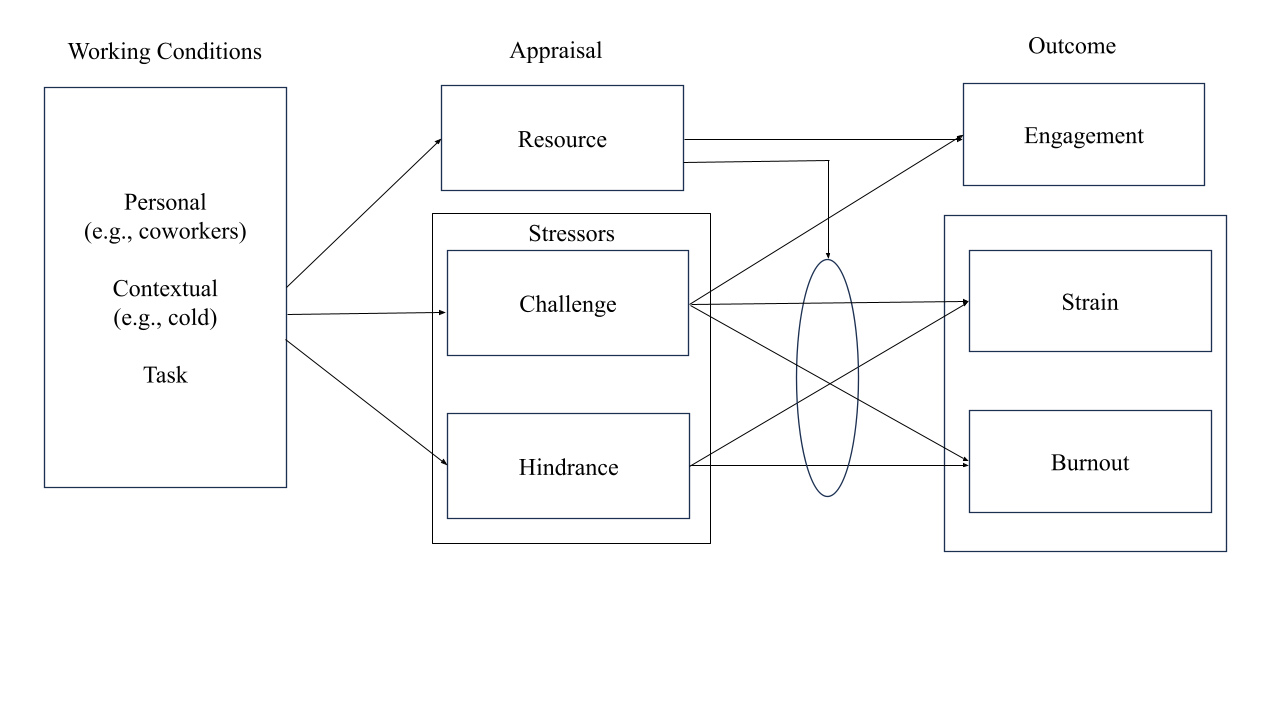 Working Conditions
Appraisal
Outcome
Personal
(e.g., coworkers)
Contextual
(e.g., cold)
Task
Resource
Stressors
Challenge
Hindrance
Engagement
Strain
Burnout